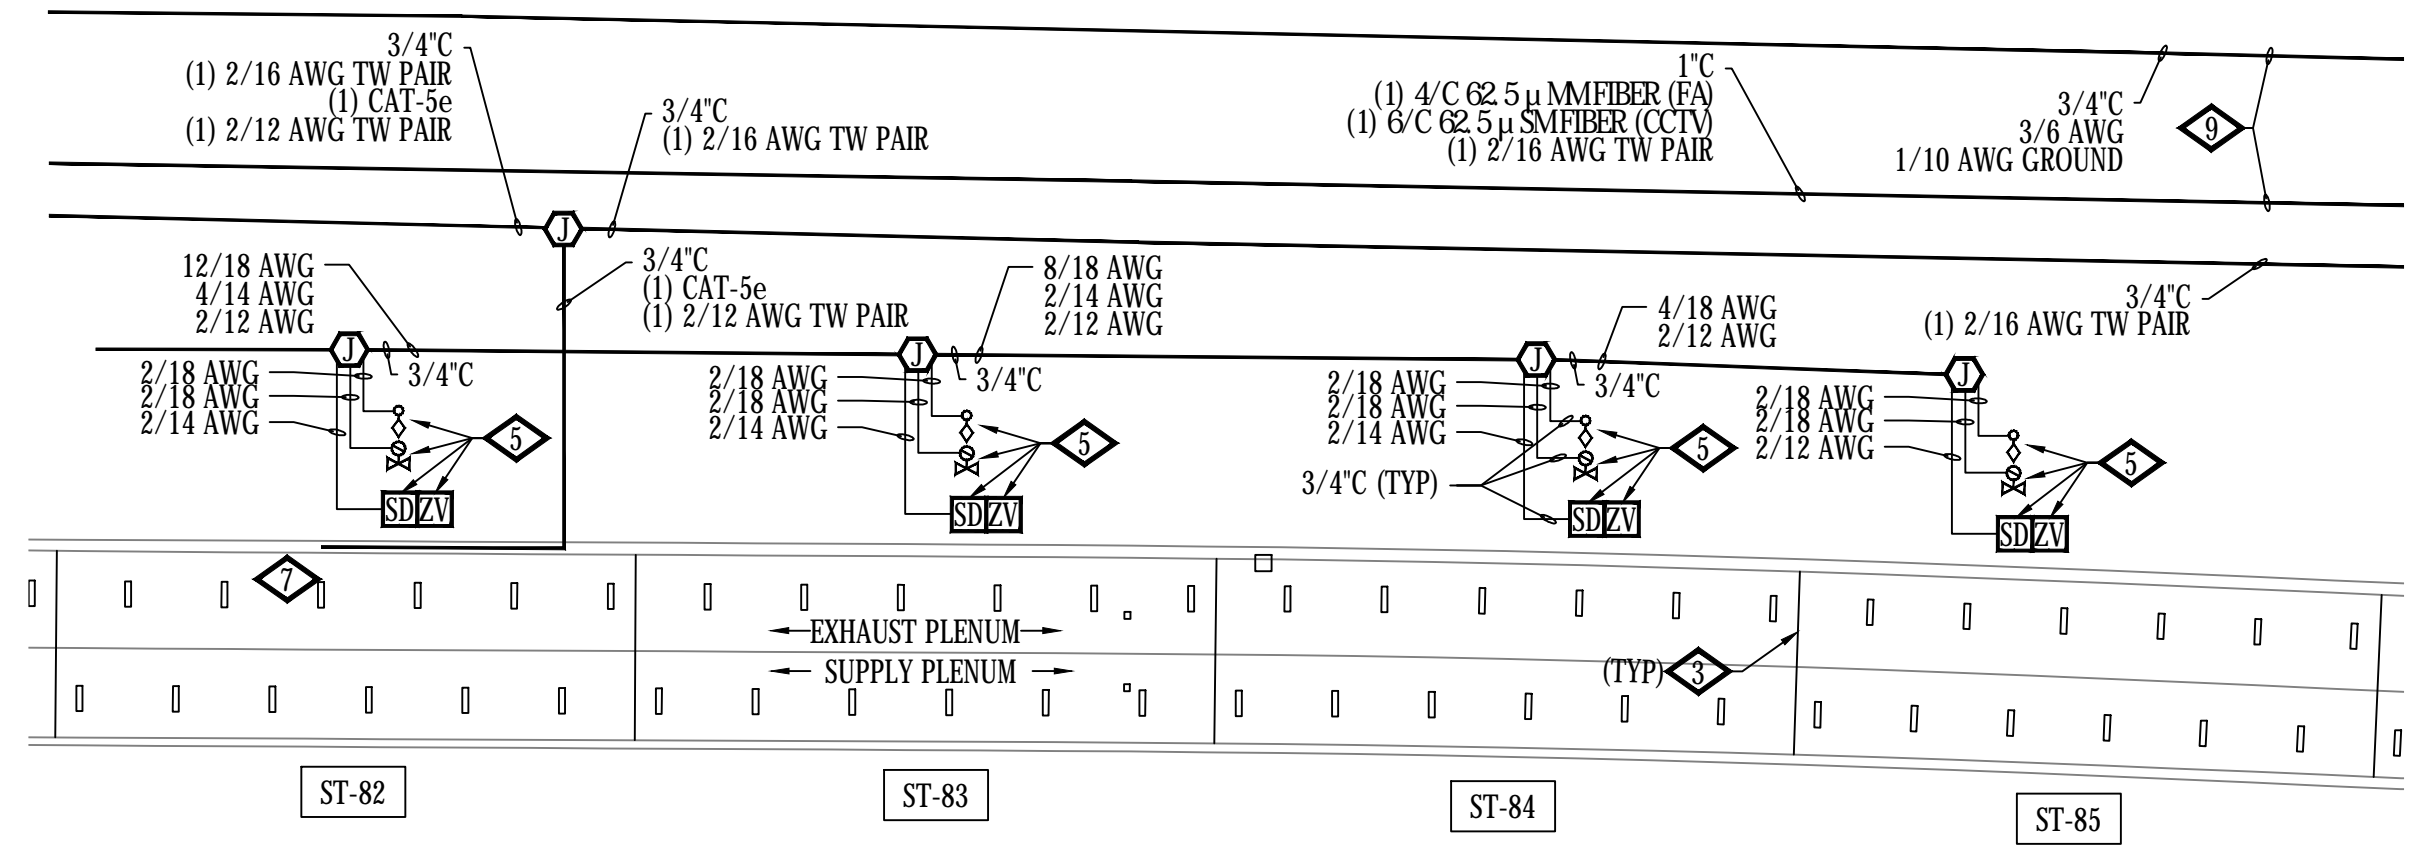 3/4"C
(1) 2/16 AWG TW PAIR
(1) CAT-5e
(1) 2/12 AWG TW PAIR
3/4"C
(1) 2/16 AWG TW PAIR
1"C
(1) 4/C 62.5 µ MM FIBER (FA)
(1) 6/C 62.5 µ SM FIBER (CCTV)
(1) 2/16 AWG TW PAIR
3/4"C
3/6 AWG
1/10 AWG GROUND
9
J
12/18 AWG
4/14 AWG
2/12 AWG
3/4"C
(1) CAT-5e
(1) 2/12 AWG TW PAIR
8/18 AWG
2/14 AWG
2/12 AWG
4/18 AWG
2/12 AWG
3/4"C
(1) 2/16 AWG TW PAIR
J
3/4"C
2/18 AWG
2/18 AWG
2/14 AWG
5
SD ZV
J
3/4"C
2/18 AWG
2/18 AWG
2/14 AWG
5
SD ZV
J
3/4"C
2/18 AWG
2/18 AWG
2/14 AWG
3/4"C (TYP)
5
SD ZV
J
2/18 AWG
2/18 AWG
2/12 AWG
5
SD ZV
7
EXHAUST PLENUM
SUPPLY PLENUM
(TYP) 3
ST-82
ST-83
ST-84
ST-85